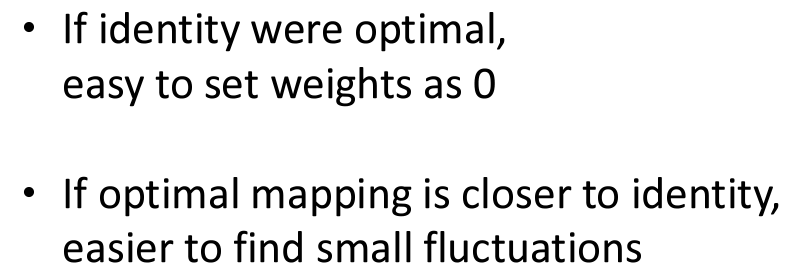 • If identity were optimal,
easy to set weights as 0
• If optimal mapping is closer to identity,
easier to find small fluctuations